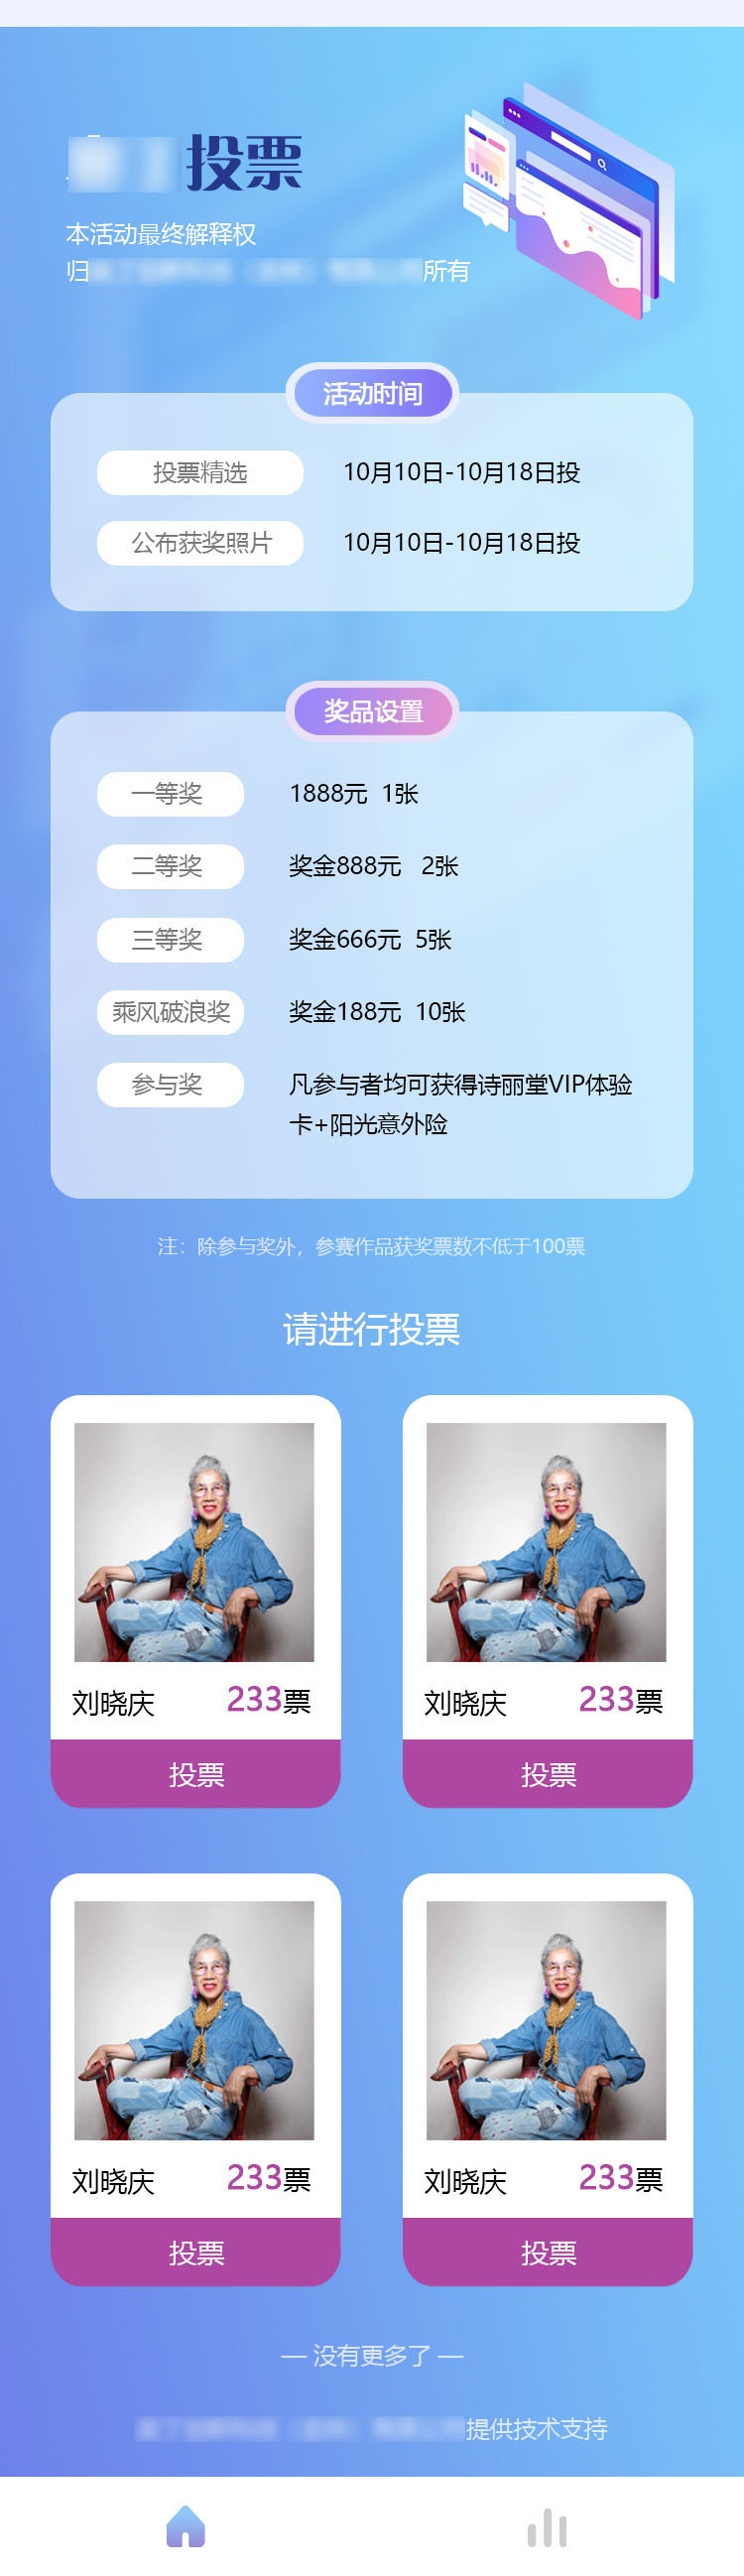 投票
本活动最终解释权
归
所有
活动时间
投票精选 10月10日-10月18日投
公布获奖照片 10月10日-10月18日投
奖品设置
一等奖 1888元 1张
二等奖 奖金888元 2张
三等奖 奖金666元 5张
乘风破浪奖 奖金188元 10张
参与奖 凡参与者均可获得诗丽堂VIP体验
卡+阳光意外险
注：除参与奖外，参赛作品获奖票数不低于100票
请进行投票
刘晓庆 233票
投票
刘晓庆 233票
投票
刘晓庆 233票
投票
刘晓庆 233票
投票
— 没有更多了 —
提供技术支持